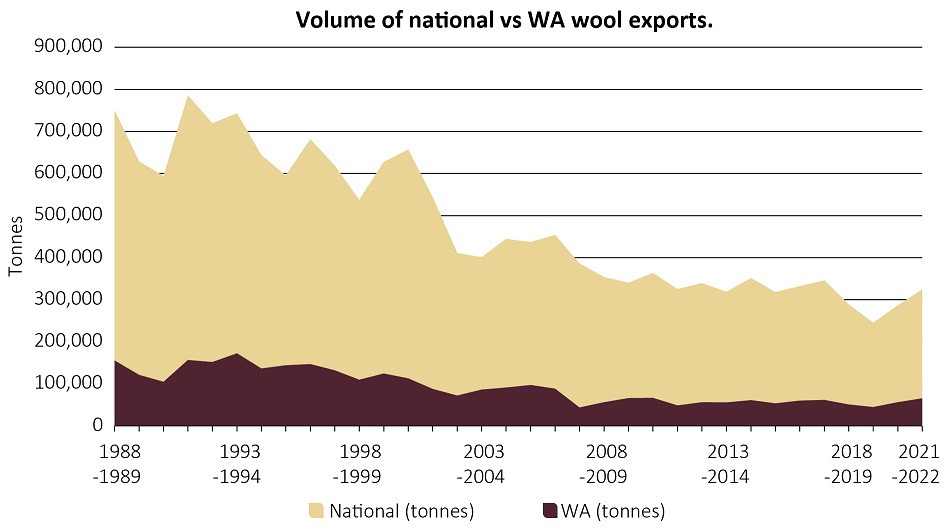 Volume of national vs WA wool exports.
900,000
800,000
700,000
600,000
500,000
400,000
300,000
200,000
100,000
0
Tonnes
1988 1993 1998 2003 2008 2013 2018 2021
-1989 -1994 -1999 -2004 -2009 -2014 -2019 -2022
National (tonnes) WA (tonnes)